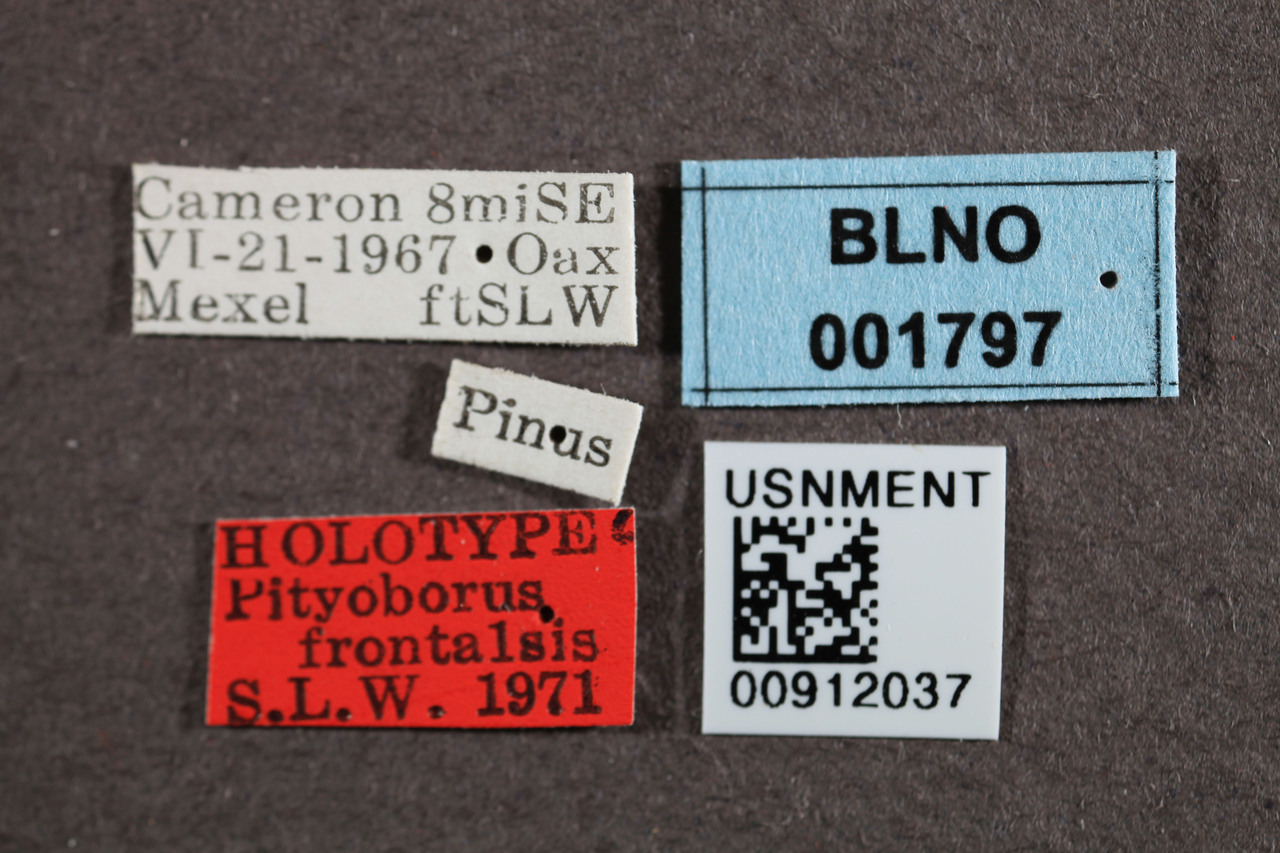 Cameron 8miSE
VI-21-1967 Oax
Mexel ftSLW
Pinus
HOLOTYPE
Pityoborus
frontalsis
S.L.W. 1971
BLNO
001797
USNMENT
00912037